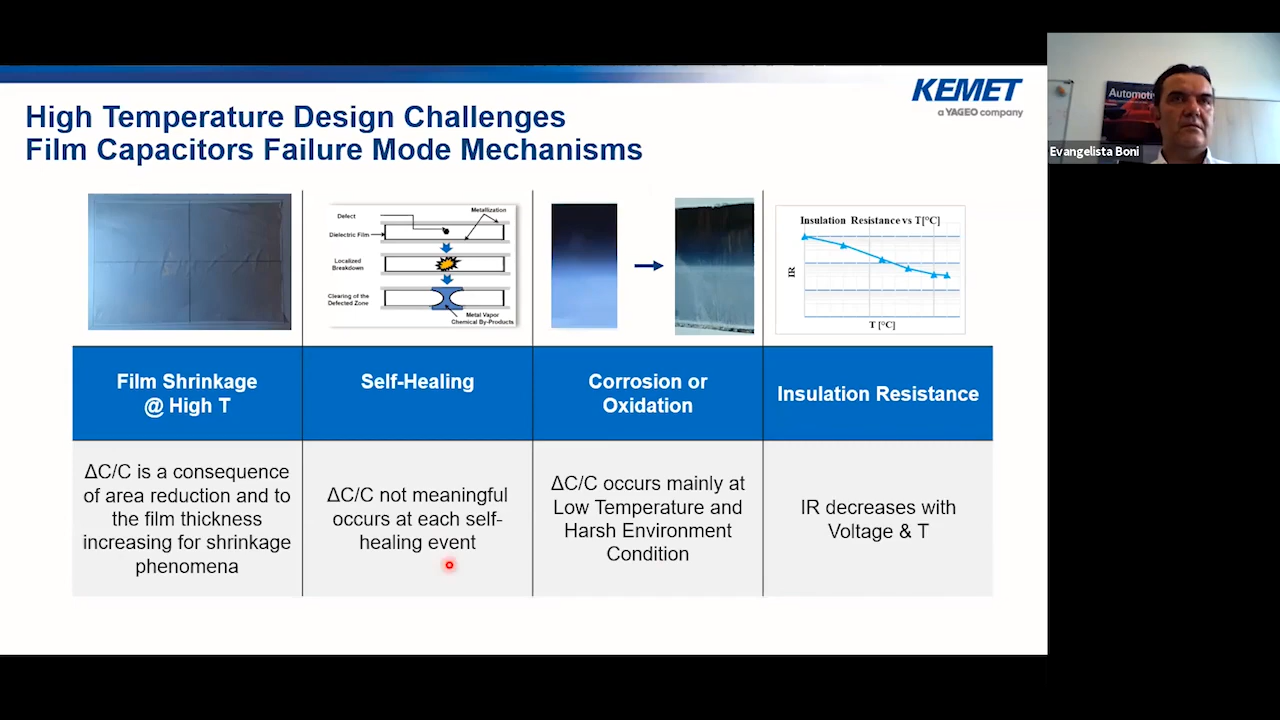 High Temperature Design Challenges
Film Capacitors Failure Mode Mechanisms
KEMET
a YAGEO company
Automotiv
Evangelista Boni
Defect
Metallization
Dielectric Film
Localized
Breakdown
Clearing of the
Defected Zone
Metal Vapor
Chemical By-Products
Insulation Resistance vs T[°C]
IR
T [°C]
Film Shrinkage
@ High T
Self-Healing
Corrosion or
Oxidation
Insulation Resistance
ΔC/C is a consequence
of area reduction and to
the film thickness
increasing for shrinkage
phenomena
ΔC/C not meaningful
occurs at each self-
healing event
ΔC/C occurs mainly at
Low Temperature and
Harsh Environment
Condition
IR decreases with
Voltage & T